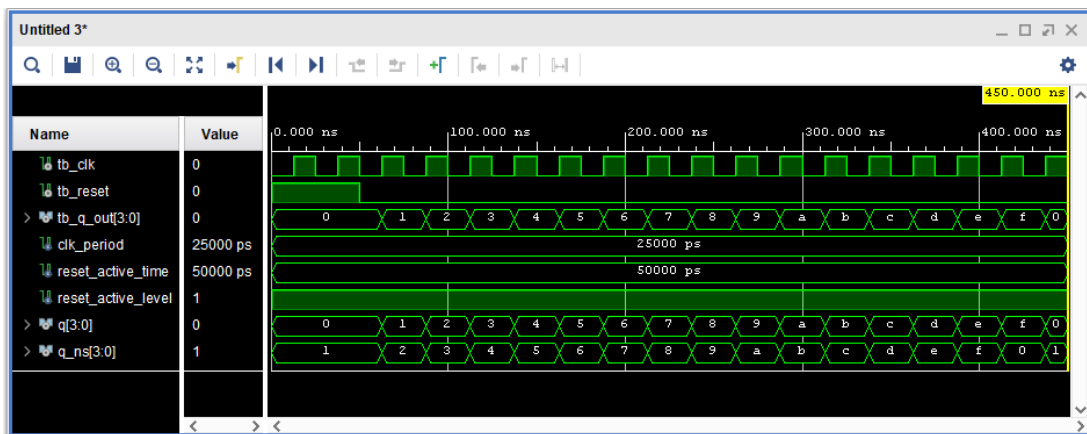 Untitled 3*
450.000 ns
Name Value 0.000 ns 100.000 ns 200.000 ns 300.000 ns 400.000 ns
tb_clk 0
tb_reset 0
tb_q_out[3:0] 0 0 1 2 3 4 5 6 7 8 9 a b c d e f 0
clk_period 25000 ps 25000 ps
reset_active_time 50000 ps 50000 ps
reset_active_level 1
q[3:0] 0 0 1 2 3 4 5 6 7 8 9 a b c d e f 0
q_ns[3:0] 1 1 2 3 4 5 6 7 8 9 a b c d e f 0 1